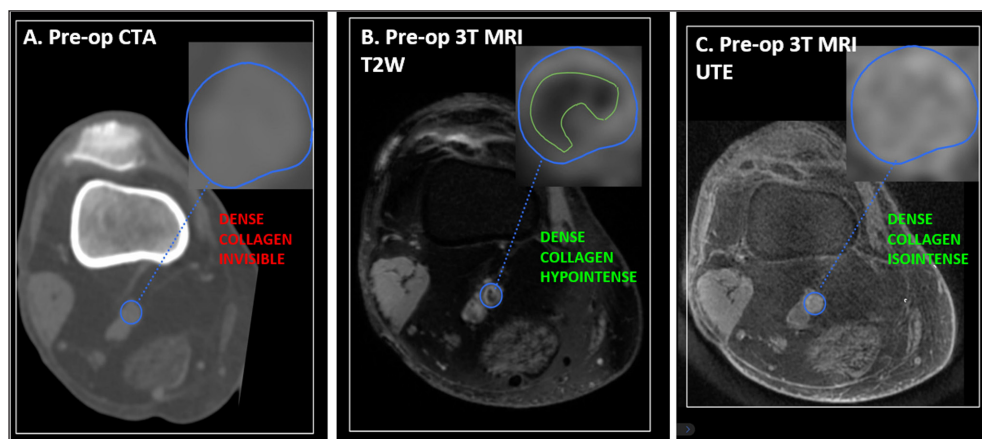 A. Pre-op CTA
DENSE
COLLAGEN
INVISIBLE
B. Pre-op 3T MRI
T2W
DENSE
COLLAGEN
HYPOINTENSE
C. Pre-op 3T MRI
UTE
DENSE
COLLAGEN
ISOINTENSE